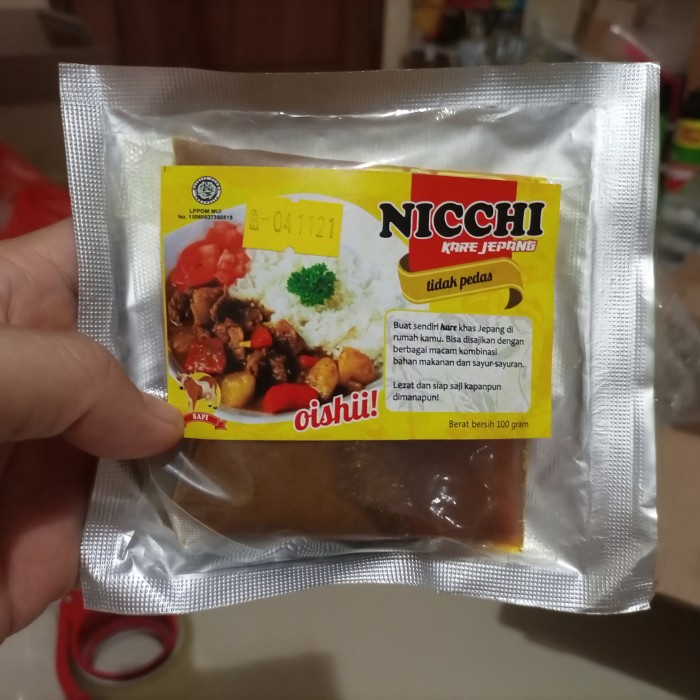 LPPOM MUI
EXP
-041121
NICCHI
KARE JEPANG
tidak pedas
Buat sendiri kare khas Jepang di
rumah kamu. Bisa disajikan dengan
berbagai macam kombinasi
bahan makanan dan sayur-sayuran.
Lezat dan siap saji kapanpun
dimanapun!
SAPI
oishii!
Berat bersih 100 gram